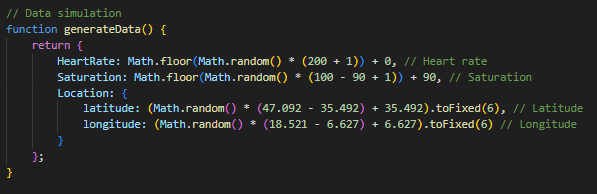 // Data simulation
function generateData() {
    return {
        HeartRate: Math.floor(Math.random() * (200 + 1)) + 0, // Heart rate
        Saturation: Math.floor(Math.random() * (100 - 90 + 1)) + 90, // Saturation
        Location: {
            latitude: (Math.random() * (47.092 - 35.492) + 35.492).toFixed(6), // Latitude
            longitude: (Math.random() * (18.521 - 6.627) + 6.627).toFixed(6) // Longitude
        }
    };
}